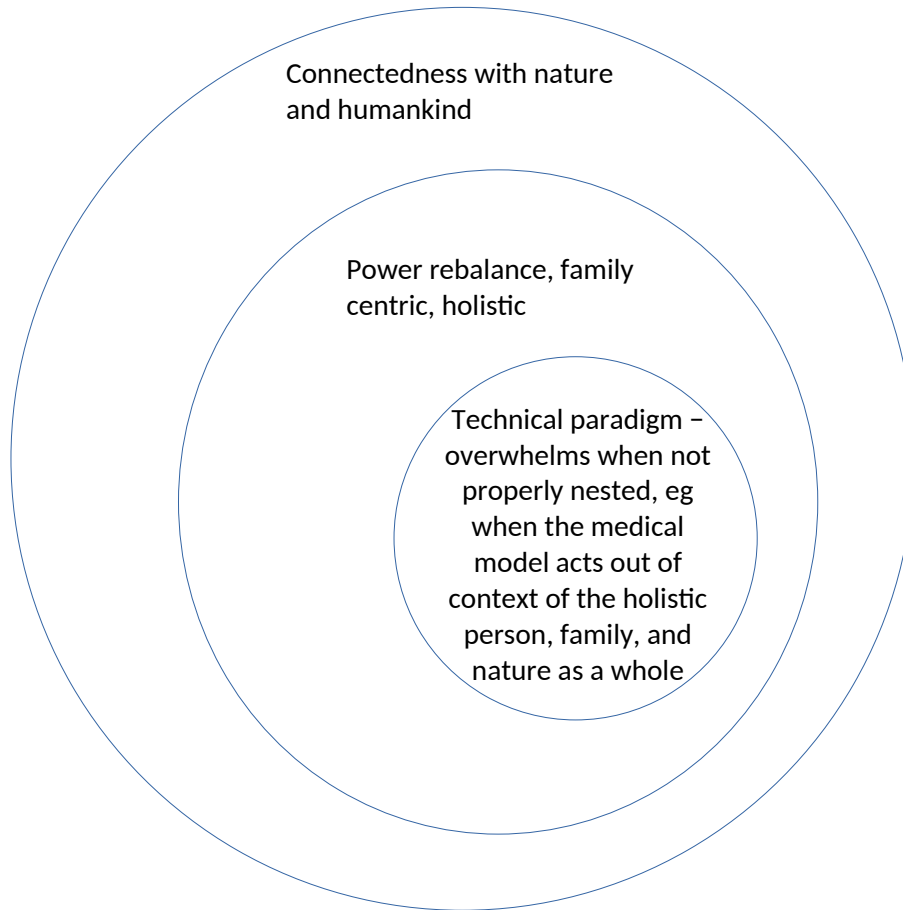 Connectedness with nature
and humankind
Power rebalance, family
centric, holistic
Technical paradigm –
overwhelms when not
properly nested, eg
when the medical
model acts out of
context of the holistic
person, family, and
nature as a whole